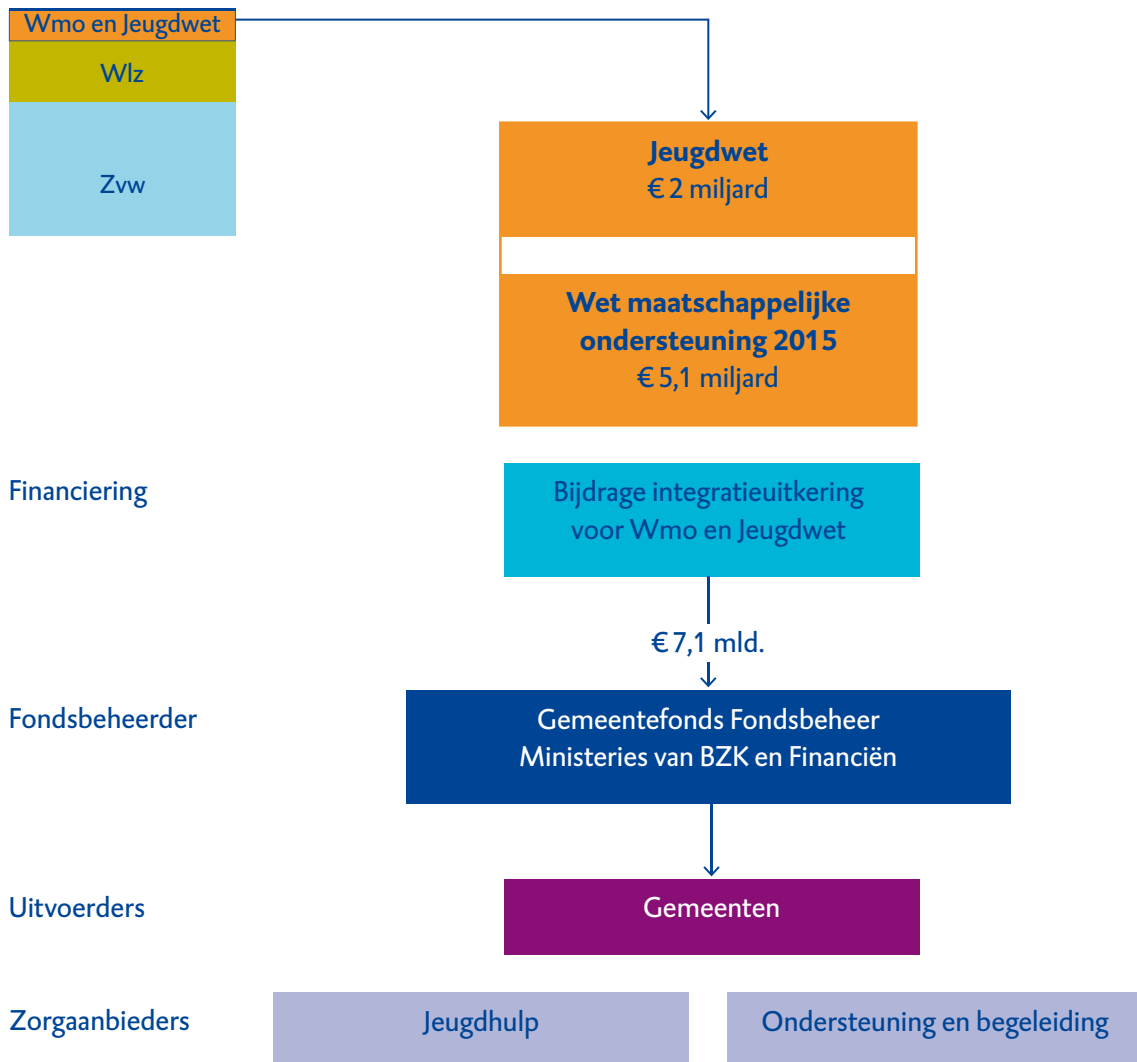 Wmo en Jeugdwet
Wlz
Zvw
Jeugdwet
€ 2 miljard
Wet maatschappelijke
ondersteuning 2015
€ 5,1 miljard
Financiering
Bijdrage integratieuitkering
voor Wmo en Jeugdwet
€ 7,1 mld.
Fondsbeheerder
Gemeentefonds Fondsbeheer
Ministeries van BZK en Financiën
Uitvoerders
Gemeenten
Zorgaanbieders
Jeugdhulp
Ondersteuning en begeleiding